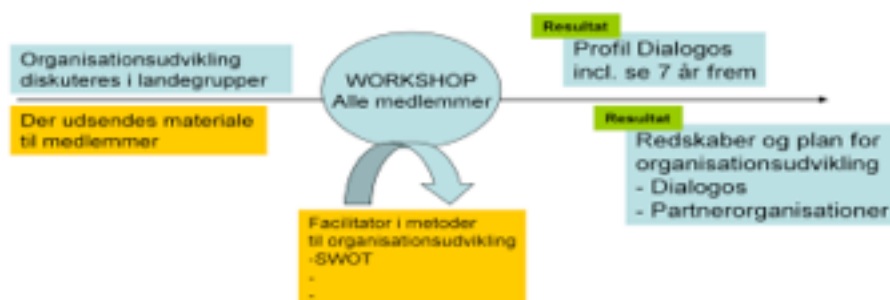 Organisationsudvikling
diskuteres i landegrupper
Der udsendes materiale
til medlemmer
WORKSHOP
Alle medlemmer
Facilitator i metoder
til organisationsudvikling
-SWOT
-
-
Resultat
Profil Dialogos
incl. se 7 år frem
Resultat
Redskaber og plan for
organisationsudvikling
- Dialogos
- Partnerorganisationer